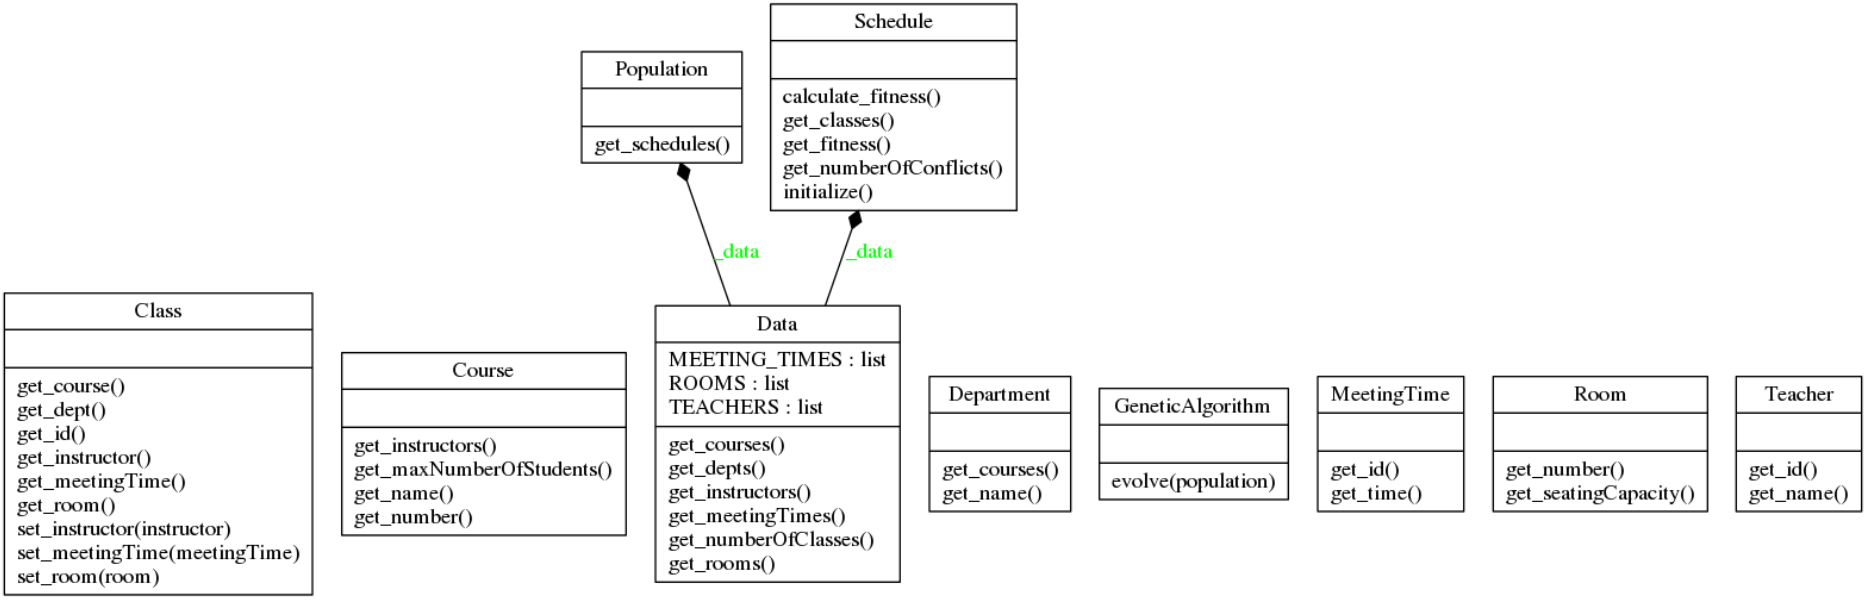 Schedule
calculate_fitness()
get_classes()
get_fitness()
get_numberOfConflicts()
initialize()
Population
get_schedules()
_data
_data
Class
get_course()
get_dept()
get_id()
get_instructor()
get_meetingTime()
get_room()
set_instructor(instructor)
set_meetingTime(meetingTime)
set_room(room)
Course
get_instructors()
get_maxNumberOfStudents()
get_name()
get_number()
Data
MEETING_TIMES : list
ROOMS : list
TEACHERS : list
get_courses()
get_depts()
get_instructors()
get_meetingTimes()
get_numberOfClasses()
get_rooms()
Department
get_courses()
get_name()
GeneticAlgorithm
evolve(population)
MeetingTime
get_id()
get_time()
Room
get_number()
get_seatingCapacity()
Teacher
get_id()
get_name()